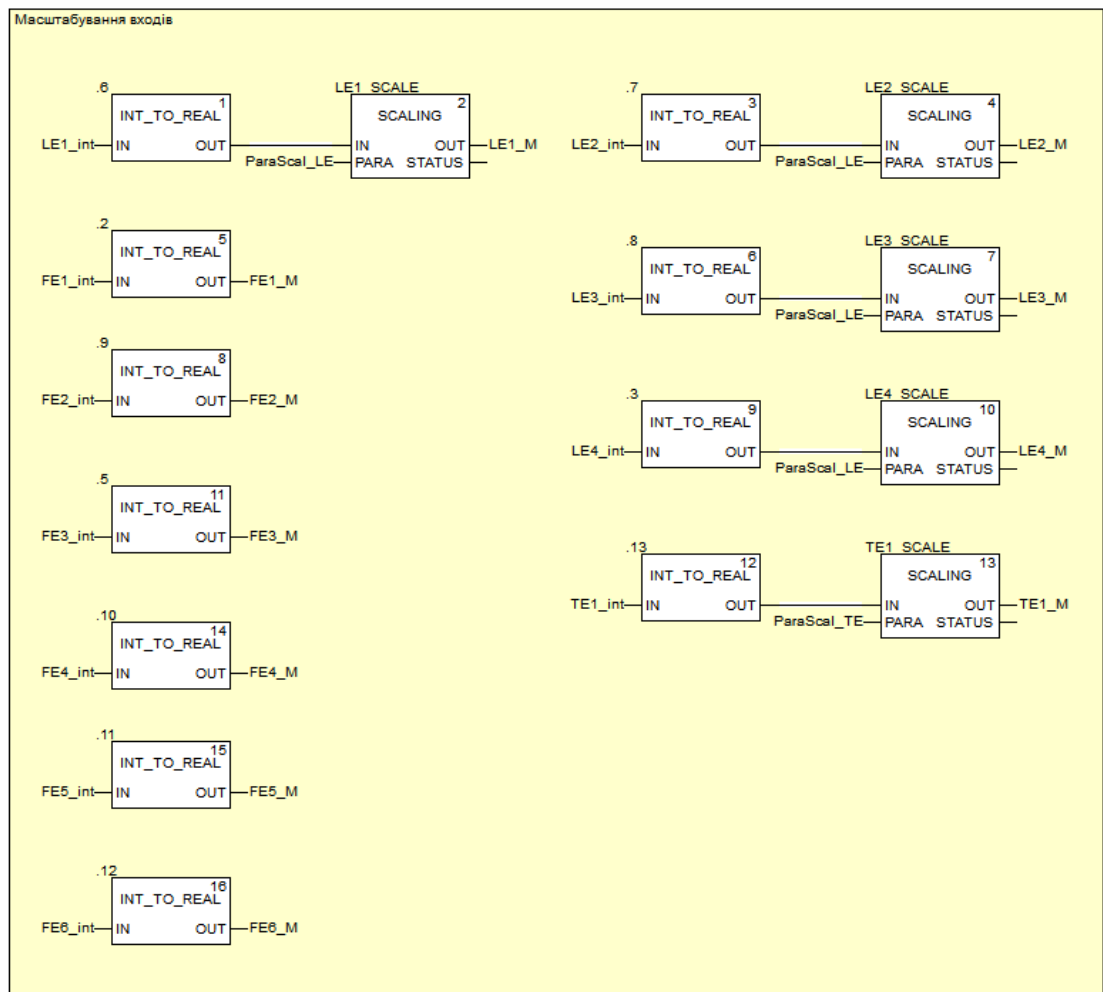 Масштабування входів
.6
1
INT_TO_REAL
LE1_int IN OUT
LE1_SCALE
2
SCALING
IN OUT LE1_M
ParaScal_LE PARA STATUS
.7
3
INT_TO_REAL
LE2_int IN OUT
LE2_SCALE
4
SCALING
IN OUT LE2_M
ParaScal_LE PARA STATUS
.2
5
INT_TO_REAL
FE1_int IN OUT FE1_M
.8
6
INT_TO_REAL
LE3_int IN OUT
LE3_SCALE
7
SCALING
IN OUT LE3_M
ParaScal_LE PARA STATUS
.9
8
INT_TO_REAL
FE2_int IN OUT FE2_M
.3
9
INT_TO_REAL
LE4_int IN OUT
LE4_SCALE
10
SCALING
IN OUT LE4_M
ParaScal_LE PARA STATUS
.5
11
INT_TO_REAL
FE3_int IN OUT FE3_M
.13
12
INT_TO_REAL
TE1_int IN OUT
TE1_SCALE
13
SCALING
IN OUT TE1_M
ParaScal_TE PARA STATUS
.10
14
INT_TO_REAL
FE4_int IN OUT FE4_M
.11
15
INT_TO_REAL
FE5_int IN OUT FE5_M
.12
16
INT_TO_REAL
FE6_int IN OUT FE6_M